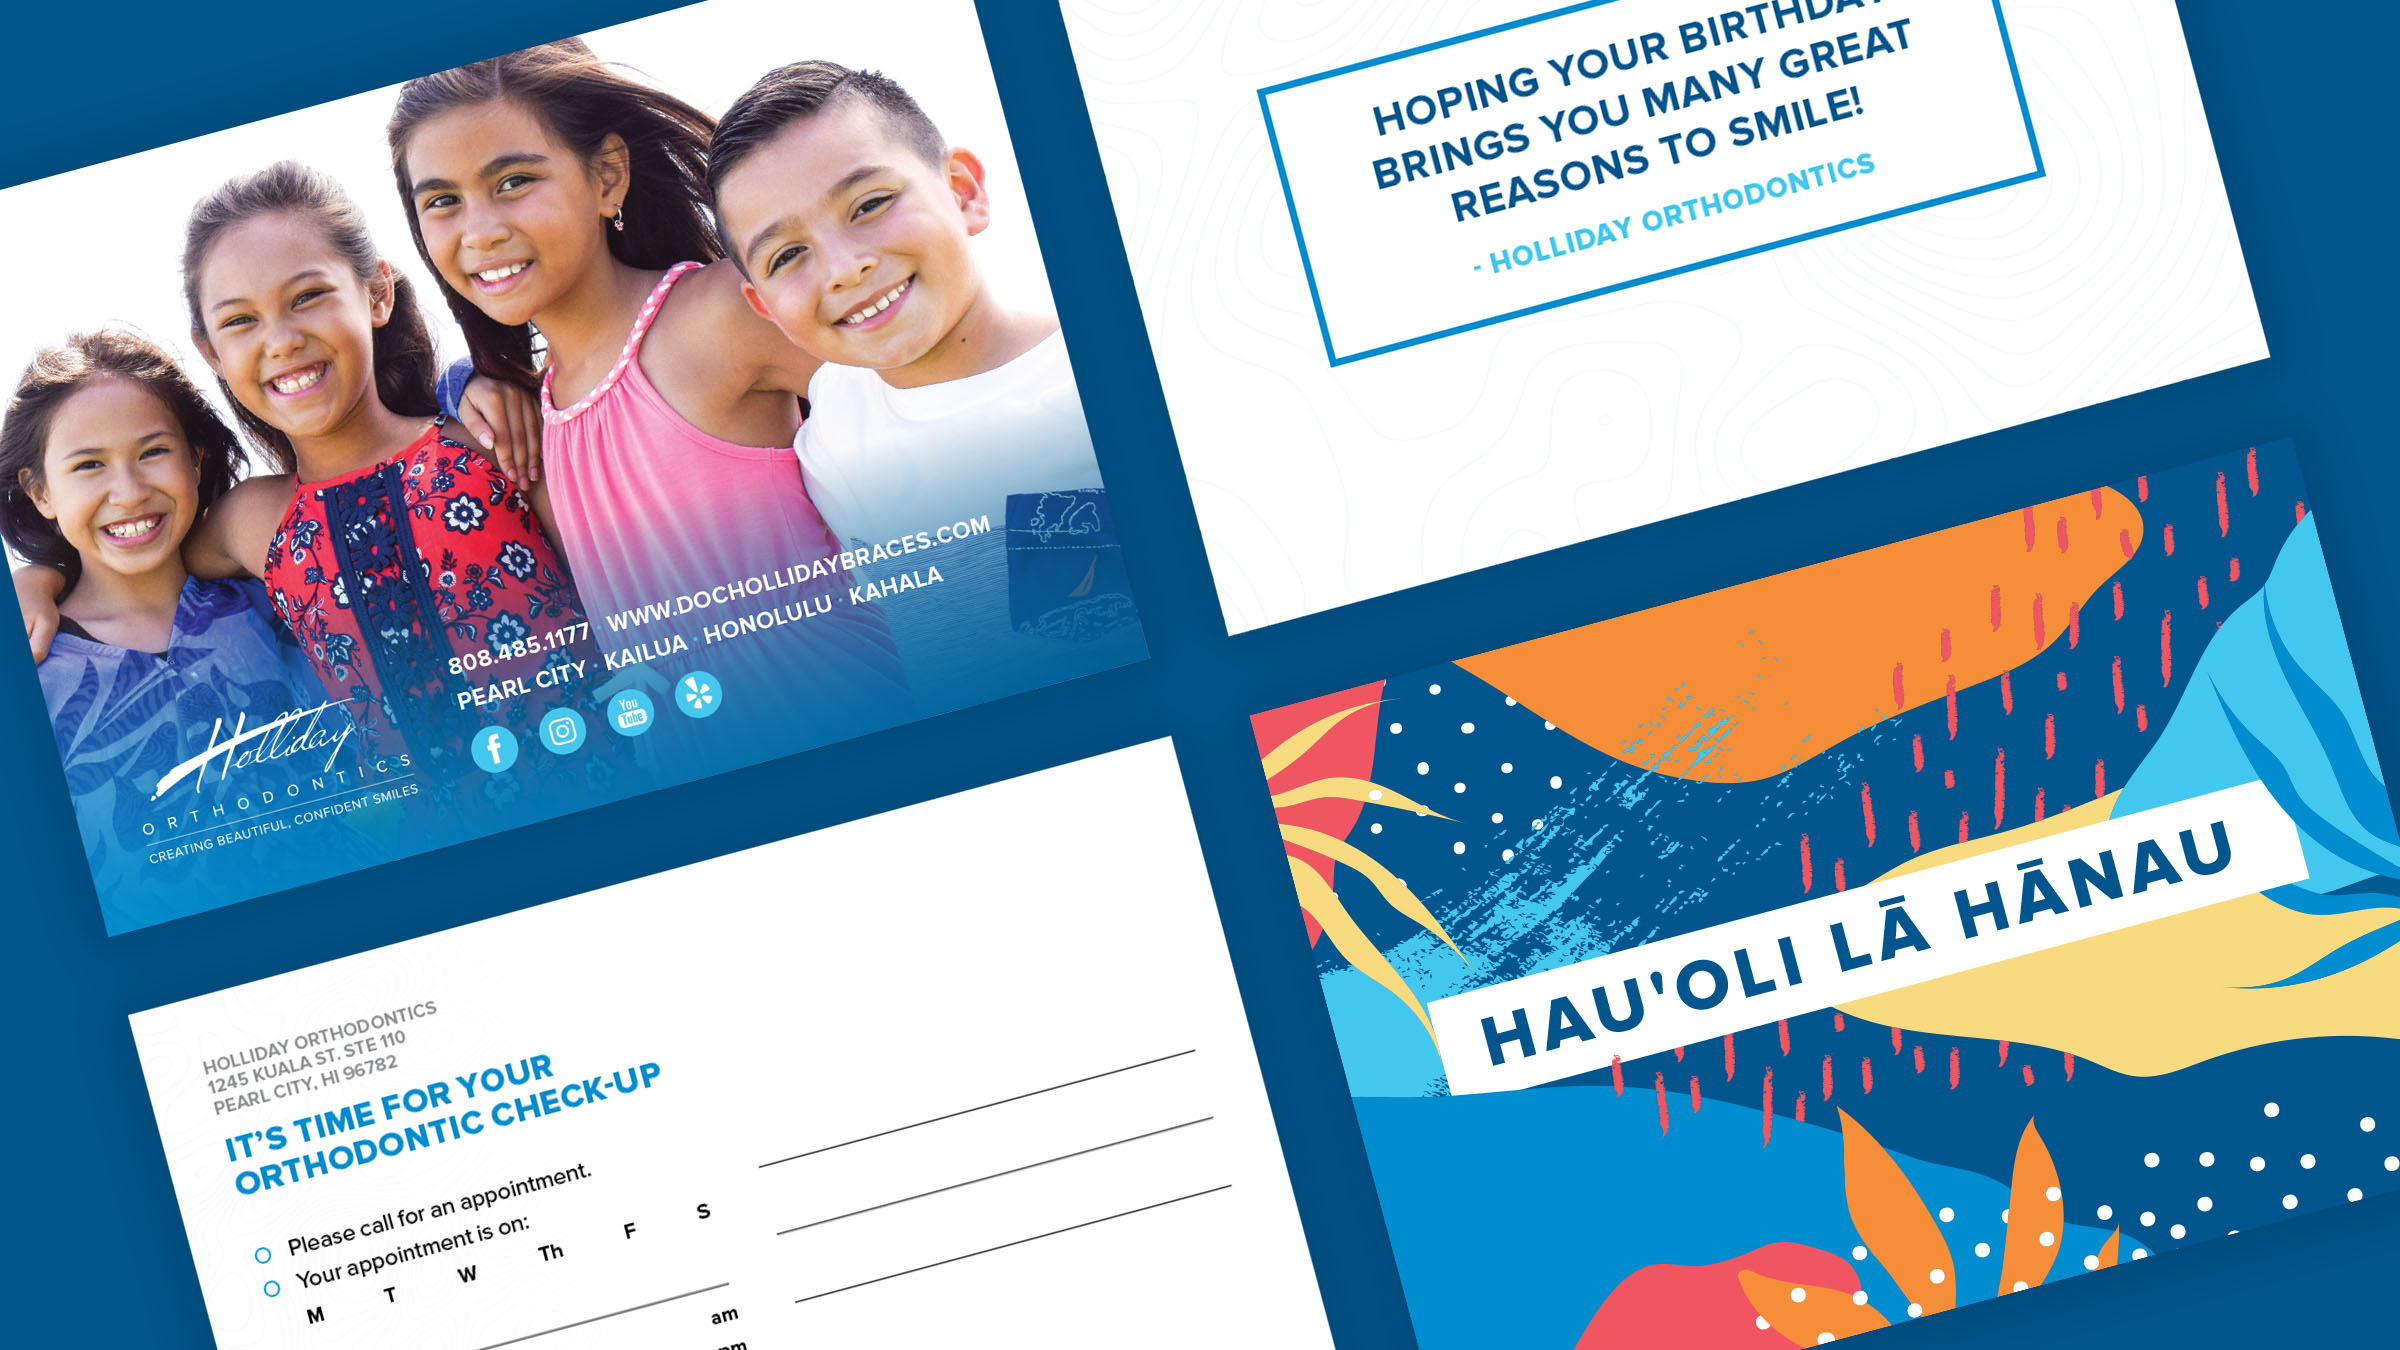 808.485.1177 · WWW.DOCHOLLIDAYBRACES.COM
PEARL CITY · KAILUA · HONOLULU · KAHALA
You
Tube
Holliday
ORTHODONTICS
CREATING BEAUTIFUL, CONFIDENT SMILES
HOPING YOUR BIRTHDAY
BRINGS YOU MANY GREAT
REASONS TO SMILE!
- HOLLIDAY ORTHODONTICS
HOLLIDAY ORTHODONTICS
1245 KUALA ST. STE 110
PEARL CITY, HI 96782
IT'S TIME FOR YOUR
ORTHODONTIC CHECK-UP
Please call for an appointment.
Your appointment is on:
M T W Th F S
am
pm
HAU'OLI LĀ HĀNAU